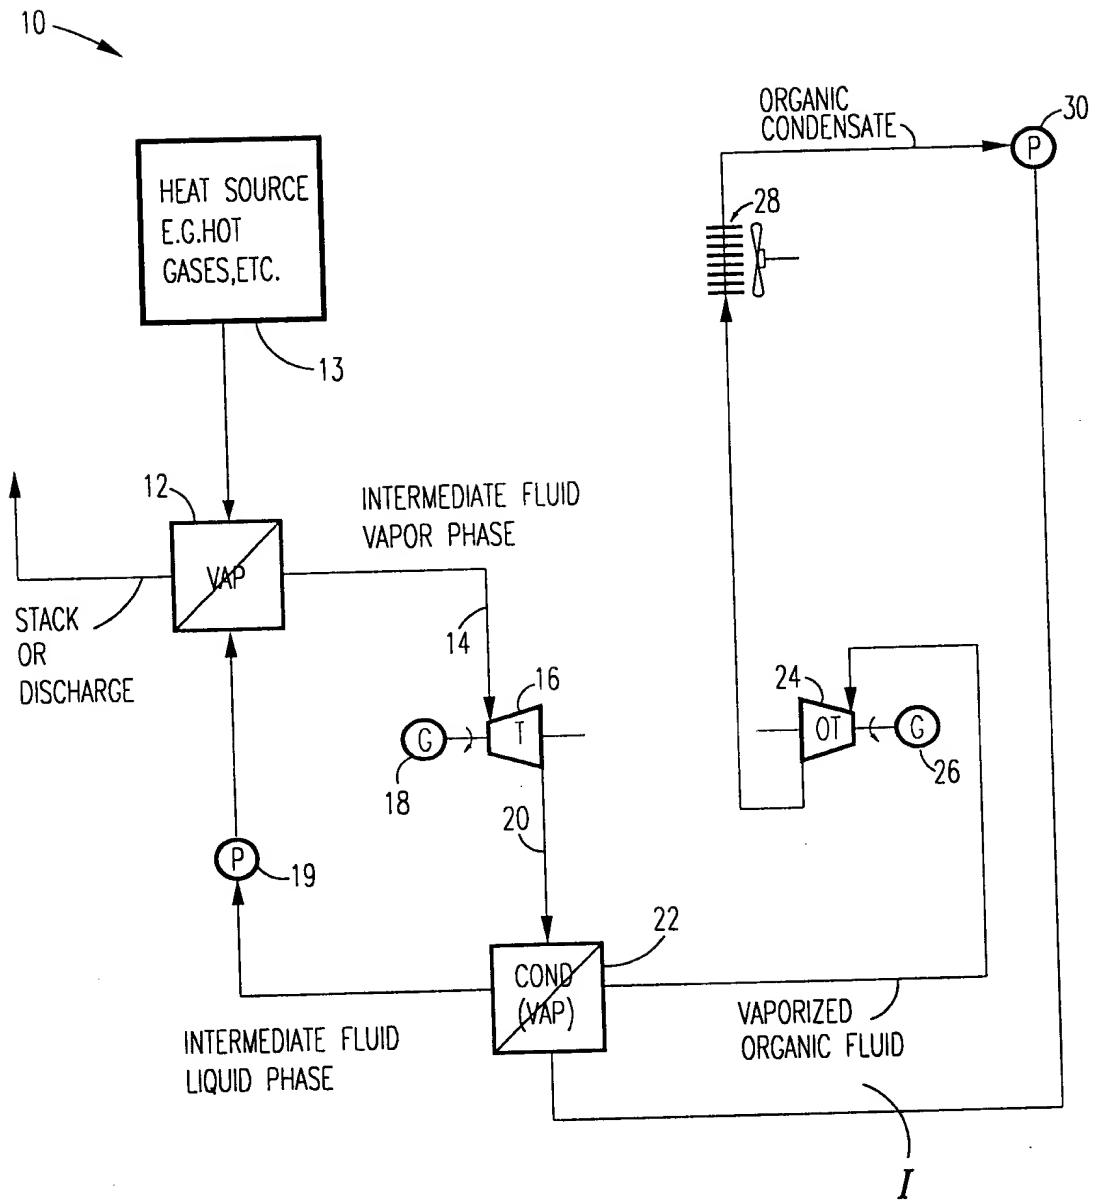 10
ORGANIC
CONDENSATE
30
P
HEAT SOURCE
E.G.HOT
GASES,ETC.
28
13
12
INTERMEDIATE FLUID
VAPOR PHASE
VAP
STACK
OR
DISCHARGE
14
16
24
G
T
OT
G
18
26
20
P
19
22
COND
(VAP)
VAPORIZED
ORGANIC FLUID
INTERMEDIATE FLUID
LIQUID PHASE
I